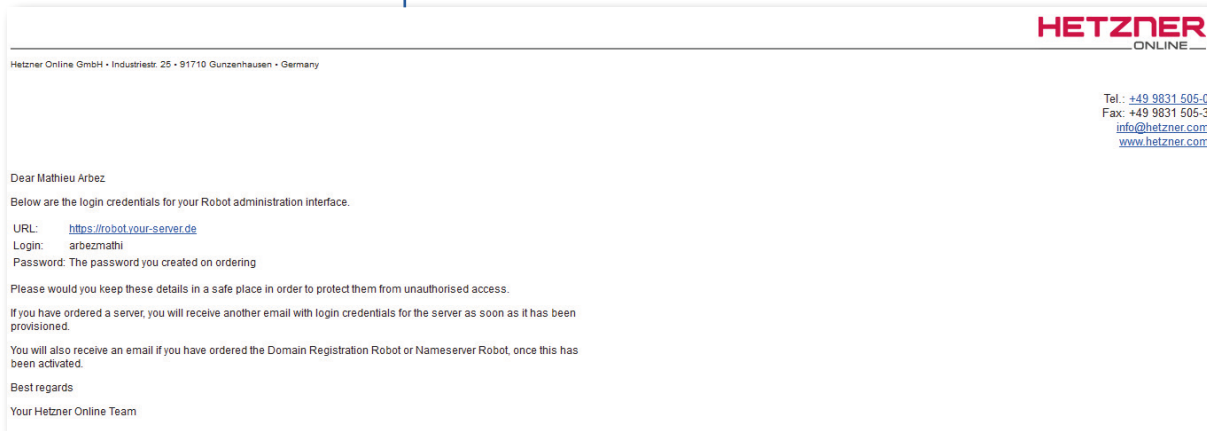 HETZNER
ONLINE
Hetzner Online GmbH • Industriestr. 25 • 91710 Gunzenhausen • Germany
Tel.: +49 9831 505-0
Fax: +49 9831 505-3
info@hetzner.com
www.hetzner.com
Dear Mathieu Arbez
Below are the login credentials for your Robot administration interface.
URL: https://robot.your-server.de
Login: arbezmathi
Password: The password you created on ordering
Please would you keep these details in a safe place in order to protect them from unauthorised access.
If you have ordered a server, you will receive another email with login credentials for the server as soon as it has been
provisioned.
You will also receive an email if you have ordered the Domain Registration Robot or Nameserver Robot, once this has
been activated.
Best regards
Your Hetzner Online Team